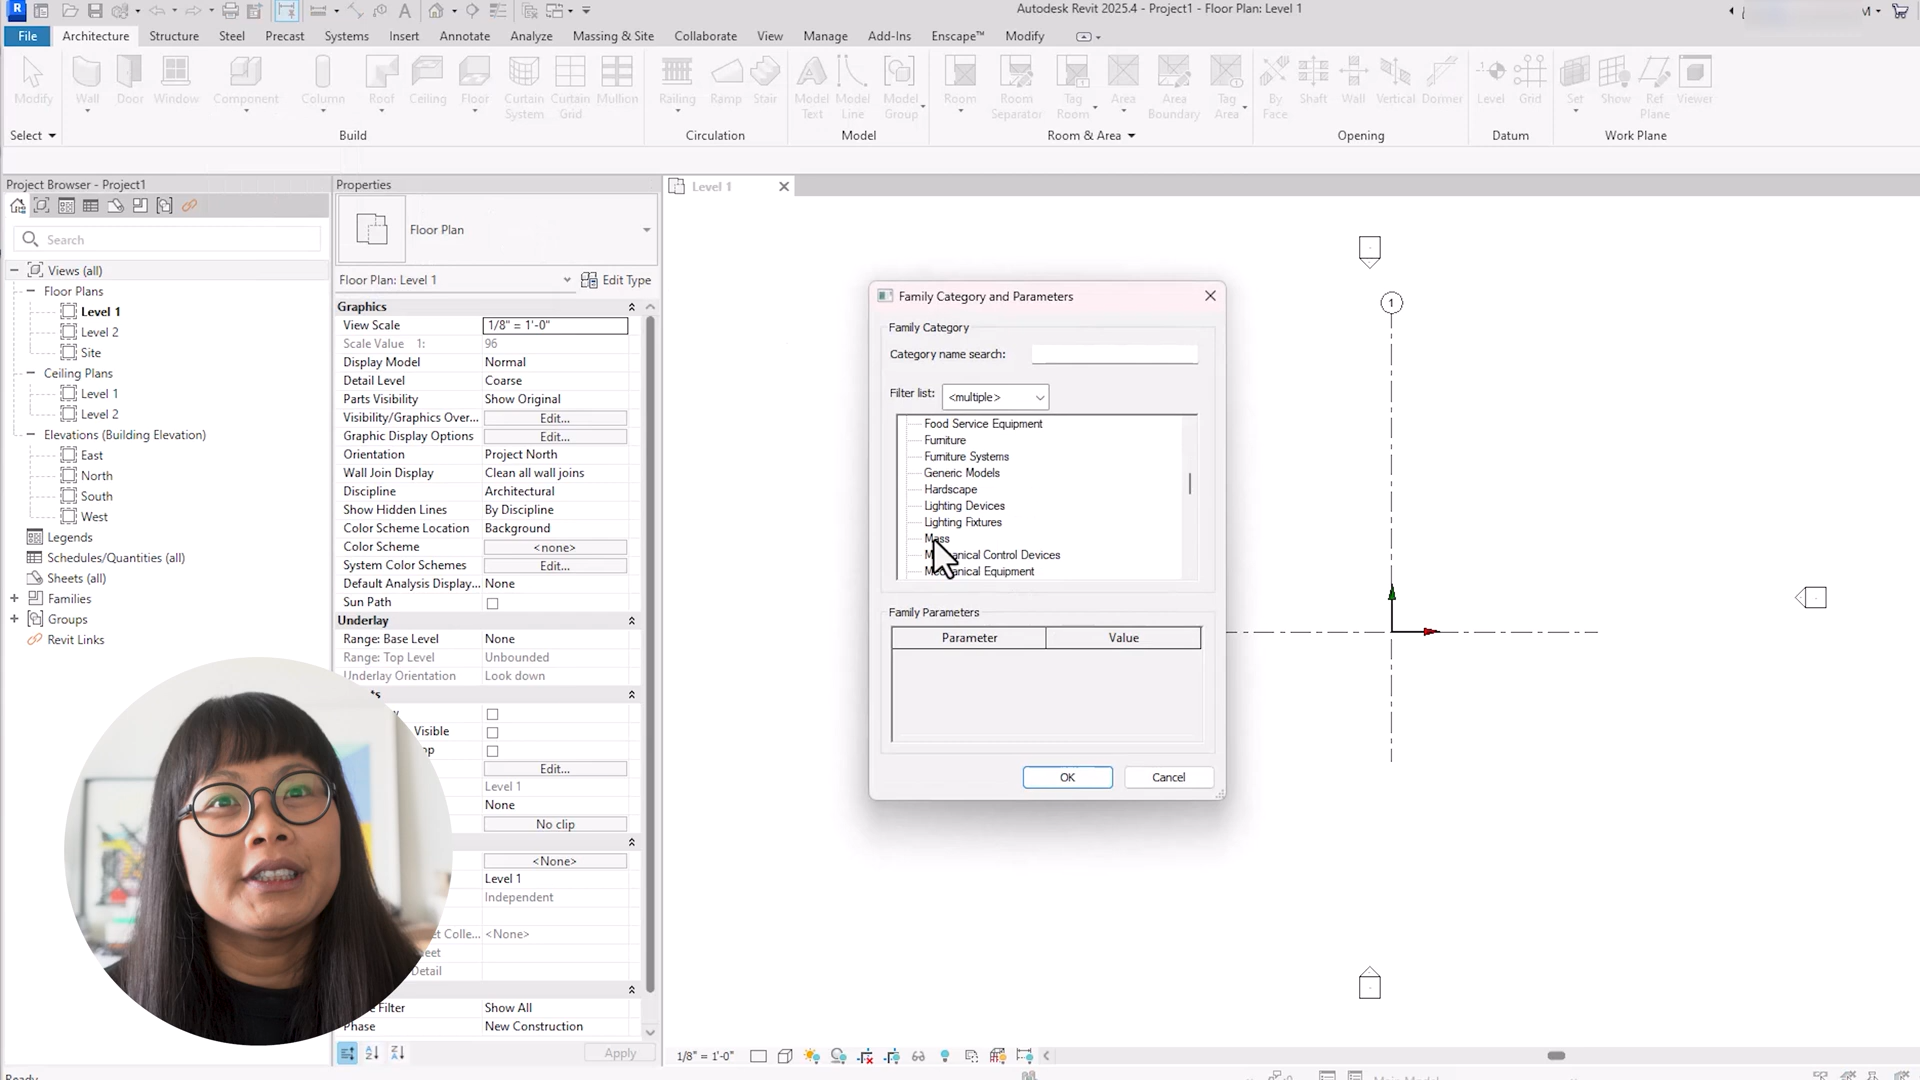 Autodesk Revit 2025.4 - Project1 - Floor Plan: Level 1
File Architecture Structure Steel Precast Systems Insert Annotate Analyze Massing & Site Collaborate View Manage Add-Ins Enscape™ Modify
Modify Wall Door Window Component Column Roof Ceiling Floor Curtain System Curtain Grid Mullion Railing Ramp Stair Model Text Model Line Model Group Room Room Separator Tag Room Area Area Boundary Tag Area By Face Shaft Wall Vertical Dormer Level Grid Set Show Ref Plane Viewer
Select Build Circulation Model Room & Area Opening Datum Work Plane
Project Browser - Project1
Search
Views (all)
Floor Plans
Level 1
Level 2
Site
Ceiling Plans
Level 1
Level 2
Elevations (Building Elevation)
East
North
South
West
Legends
Schedules/Quantities (all)
Sheets (all)
Families
Groups
Revit Links
Properties
Floor Plan
Floor Plan: Level 1 Edit Type
Graphics
View Scale 1/8" = 1'-0"
Scale Value 1: 96
Display Model Normal
Detail Level Coarse
Parts Visibility Show Original
Visibility/Graphics Over... Edit...
Graphic Display Options Edit...
Orientation Project North
Wall Join Display Clean all wall joins
Discipline Architectural
Show Hidden Lines By Discipline
Color Scheme Location Background
Color Scheme <none>
System Color Schemes Edit...
Default Analysis Display... None
Sun Path
Underlay
Range: Base Level None
Range: Top Level Unbounded
Underlay Orientation Look down
Visible
Edit...
Level 1
None
No clip
<None>
Level 1
Independent
Colle... <None>
Detail
Filter Show All
Phase New Construction
Apply
Level 1
1
Family Category and Parameters
Family Category
Category name search:
Filter list: <multiple>
Food Service Equipment
Furniture
Furniture Systems
Generic Models
Hardscape
Lighting Devices
Lighting Fixtures
Mass
Mechanical Control Devices
Mechanical Equipment
Family Parameters
Parameter Value
OK Cancel
1/8" = 1'-0"
Ready
Main Model